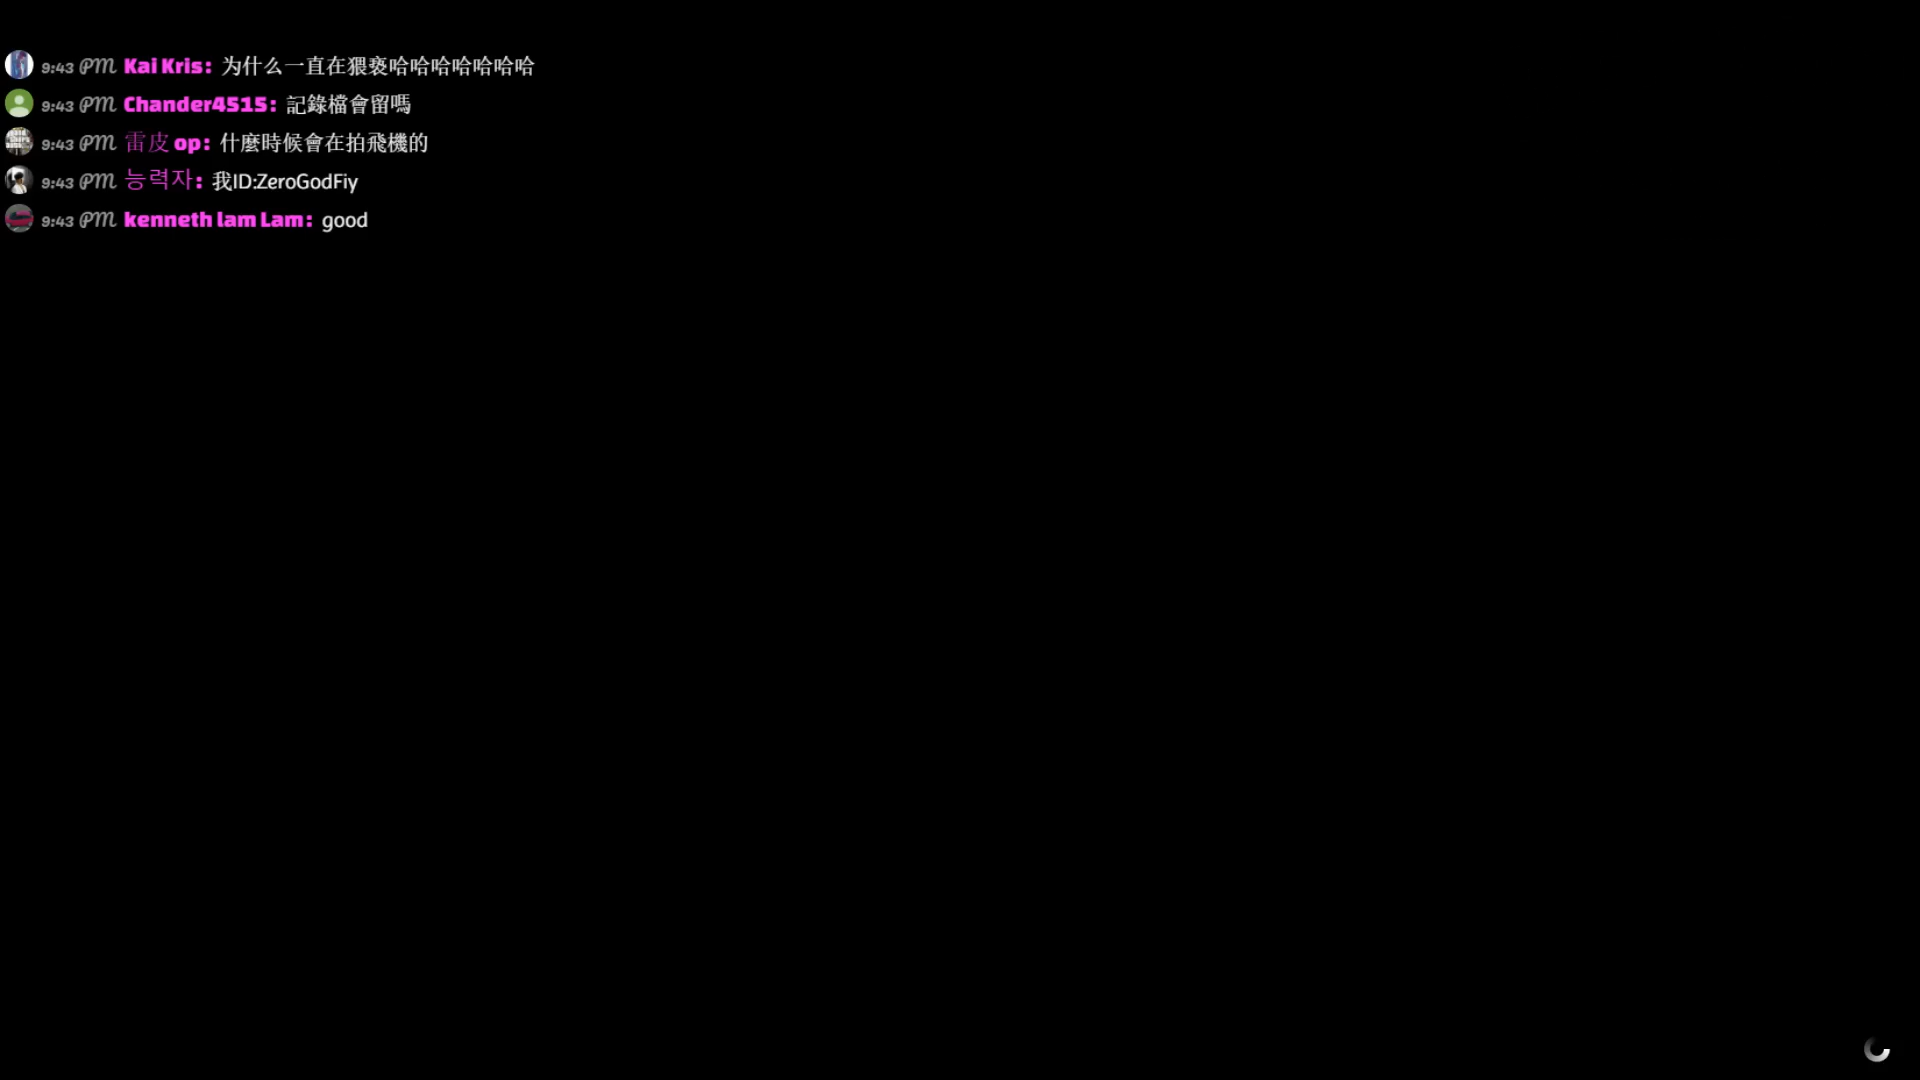 9:43 PM Kai Kris: 为什么一直在猥亵哈哈哈哈哈哈哈
9:43 PM Chander4515: 記錄檔會留嗎
9:43 PM 雷皮 op: 什麼時候會在拍飛機的
9:43 PM 능력자: 我ID:ZeroGodFiy
9:43 PM kenneth lam Lam: good